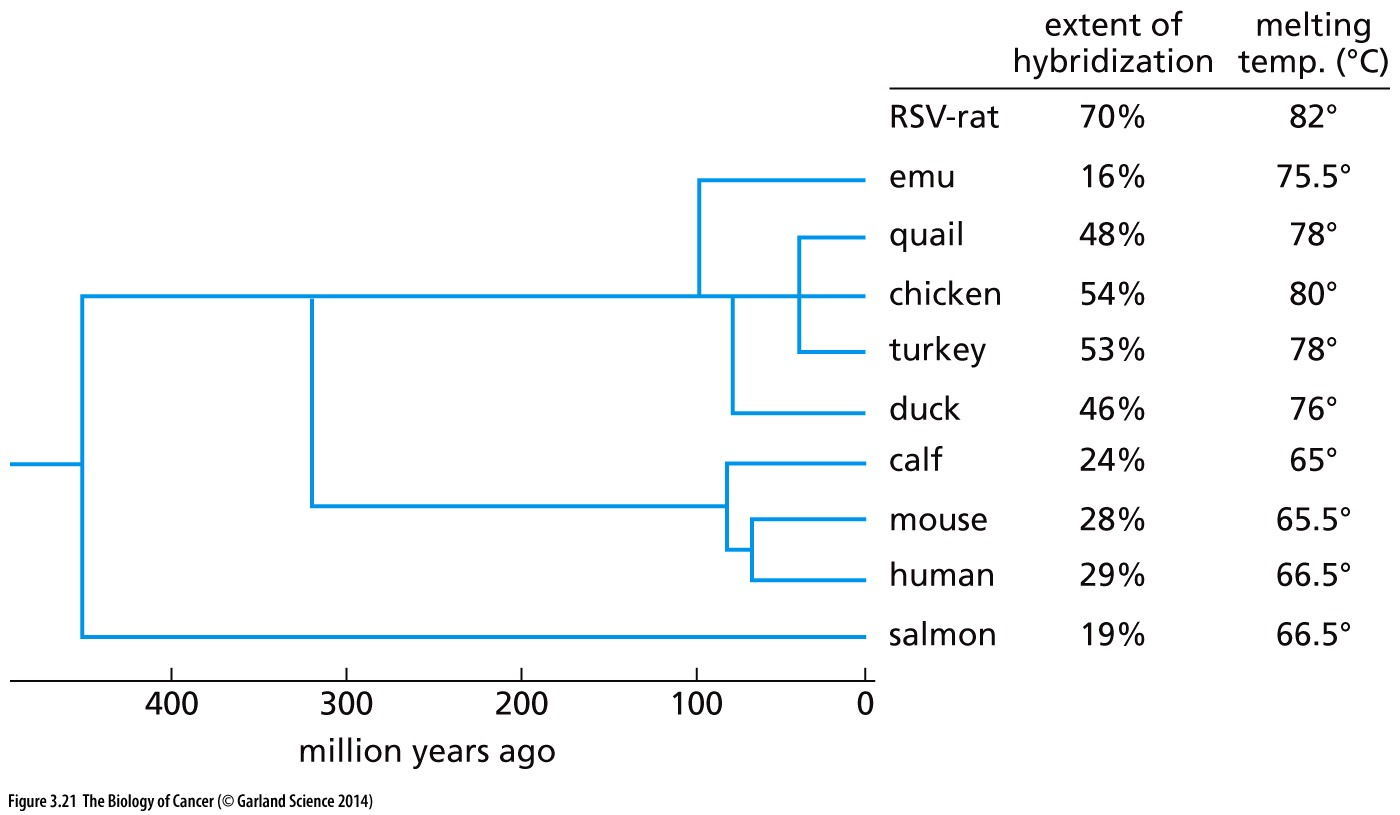 extent of hybridization melting temp. (°C)
RSV-rat 70% 82°
emu 16% 75.5°
quail 48% 78°
chicken 54% 80°
turkey 53% 78°
duck 46% 76°
calf 24% 65°
mouse 28% 65.5°
human 29% 66.5°
salmon 19% 66.5°
400 300 200 100 0
million years ago
Figure 3.21 The Biology of Cancer (© Garland Science 2014)